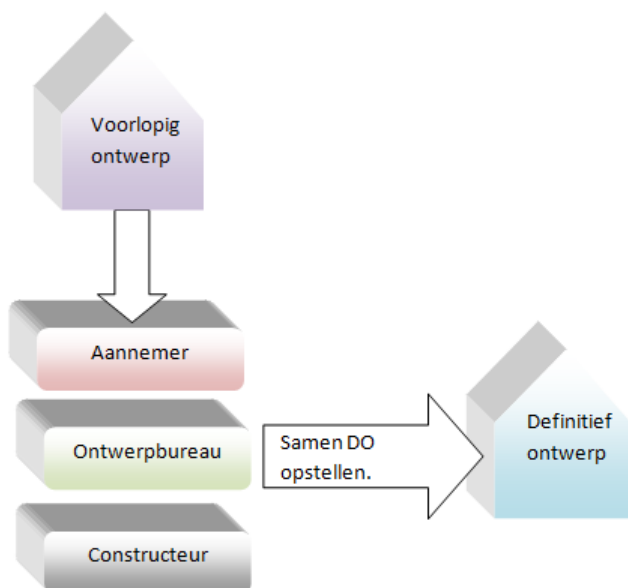 Voorlopig
ontwerp
Aannemer
Ontwerpbureau
Samen DO
opstellen.
Definitief
ontwerp
Constructeur